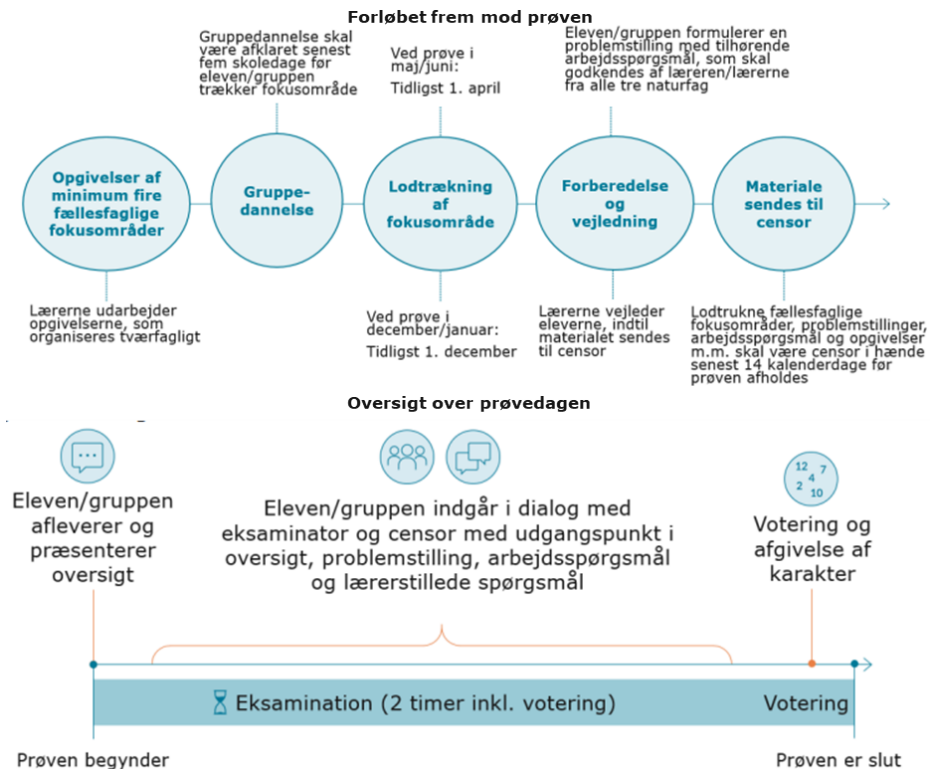 Forløbet frem mod prøven
Gruppedannelse skal
være afklaret senest
fem skoledage før
eleven/gruppen
trækker fokusområde
Ved prøve i
maj/juni:
Tidligst 1. april
Eleven/gruppen formulerer en
problemstilling med tilhørende
arbejdsspørgsmål, som skal
godkendes af læreren/lærerne
fra alle tre naturfag
Opgivelser af
minimum fire
fællesfaglige
fokusområder
Gruppe-
dannelse
Lodtrækning
af
fokusområde
Forberedelse
og
vejledning
Materiale
sendes til
censor
Lærerne udarbejder
opgivelserne, som
organiseres tværfagligt
Ved prøve i
december/januar:
Tidligst 1. december
Lærerne vejleder
eleverne, indtil
materialet sendes
til censor
Lodtrukne fællesfaglige
fokusområder, problemstillinger,
arbejdsspørgsmål og opgivelser
m.m. skal være censor i hænde
senest 14 kalenderdage før
prøven afholdes
Oversigt over prøvedagen
Eleven/gruppen
afleverer og
præsenterer
oversigt
Eleven/gruppen indgår i dialog med
eksaminator og censor med udgangspunkt i
oversigt, problemstilling, arbejdsspørgsmål
og lærerstillede spørgsmål
12 7
4
2 10
Votering og
afgivelse af
karakter
Eksamination (2 timer inkl. votering)
Votering
Prøven begynder
Prøven er slut